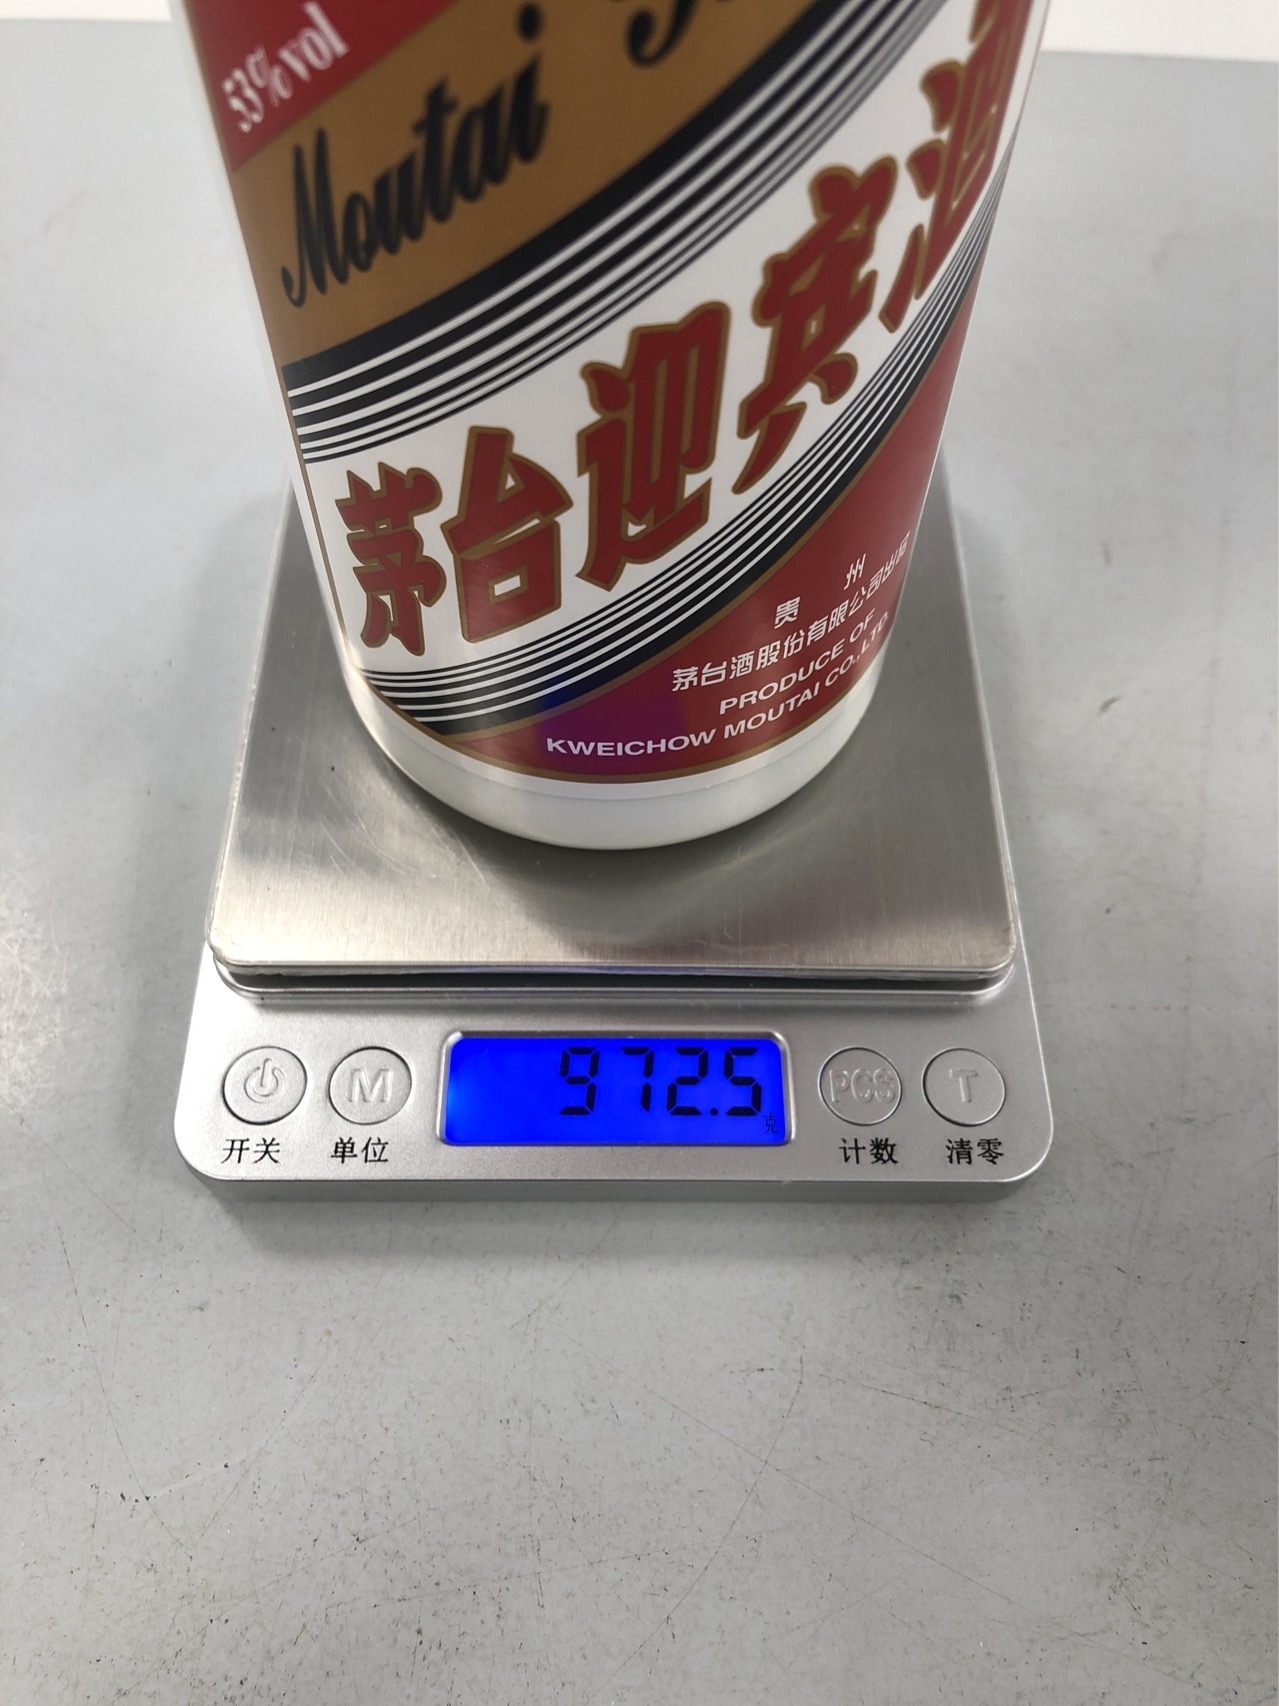 53%vol
Moutai
茅台迎宾酒
贵州
茅台酒股份有限公司出品
PRODUCE OF
KWEICHOW MOUTAI CO.,LTD.
972.5
克
M
PCS
T
开关
单位
计数
清零